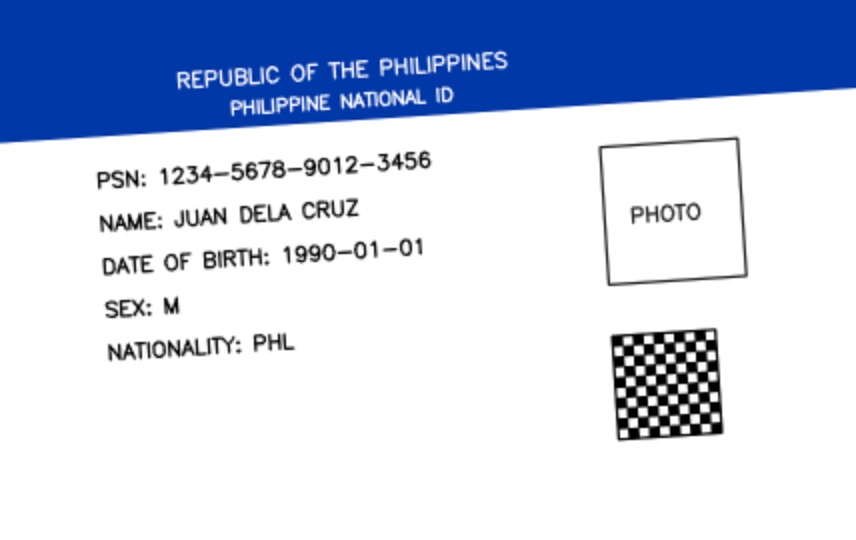 REPUBLIC OF THE PHILIPPINES
PHILIPPINE NATIONAL ID
PSN: 1234-5678-9012-3456
NAME: JUAN DELA CRUZ
DATE OF BIRTH: 1990-01-01
SEX: M
NATIONALITY: PHL
PHOTO